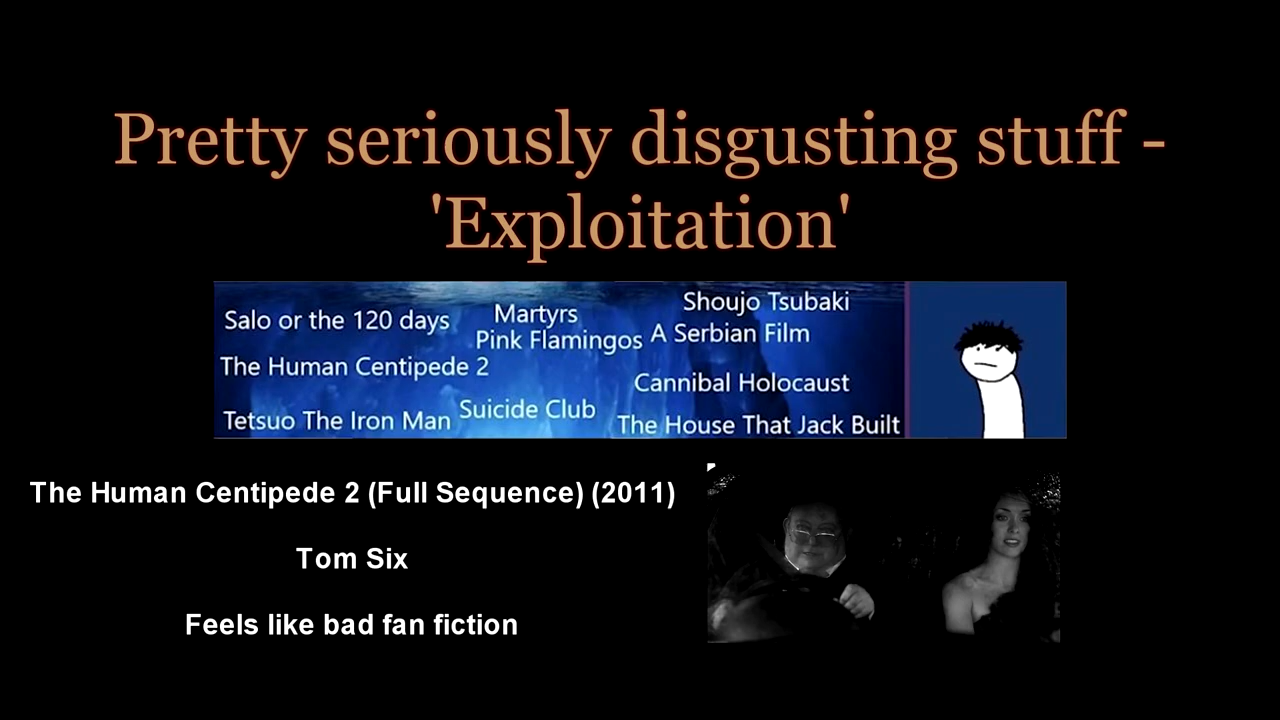 Pretty seriously disgusting stuff -
'Exploitation'
Salo or the 120 days
Martyrs
Shoujo Tsubaki
Pink Flamingos
A Serbian Film
The Human Centipede 2
Cannibal Holocaust
Tetsuo The Iron Man
Suicide Club
The House That Jack Built
The Human Centipede 2 (Full Sequence) (2011)
Tom Six
Feels like bad fan fiction